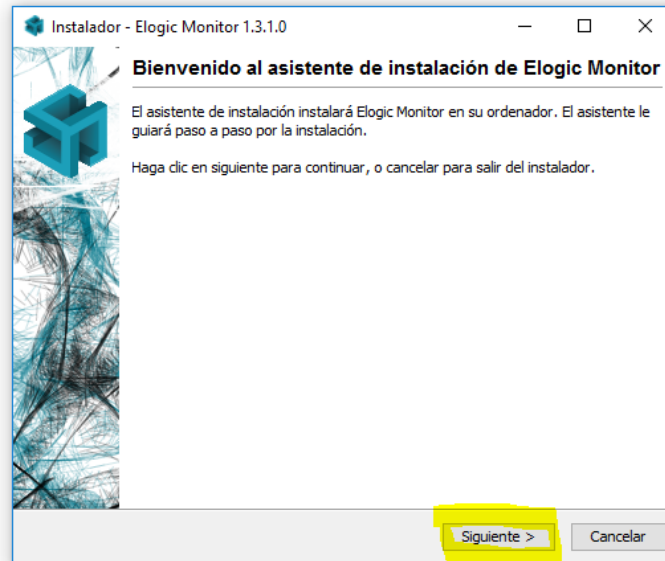 Instalador - Elogic Monitor 1.3.1.0
Bienvenido al asistente de instalación de Elogic Monitor
El asistente de instalación instalará Elogic Monitor en su ordenador. El asistente le
guiará paso a paso por la instalación.
Haga clic en siguiente para continuar, o cancelar para salir del instalador.
Siguiente >
Cancelar